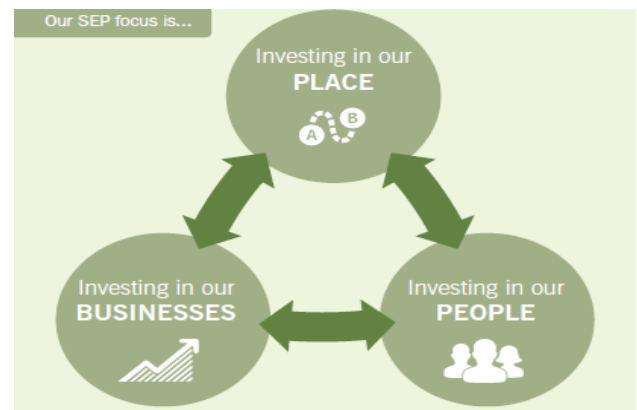 Our SEP focus is...
Investing in our
PLACE
A
B
Investing in our
BUSINESSES
Investing in our
PEOPLE